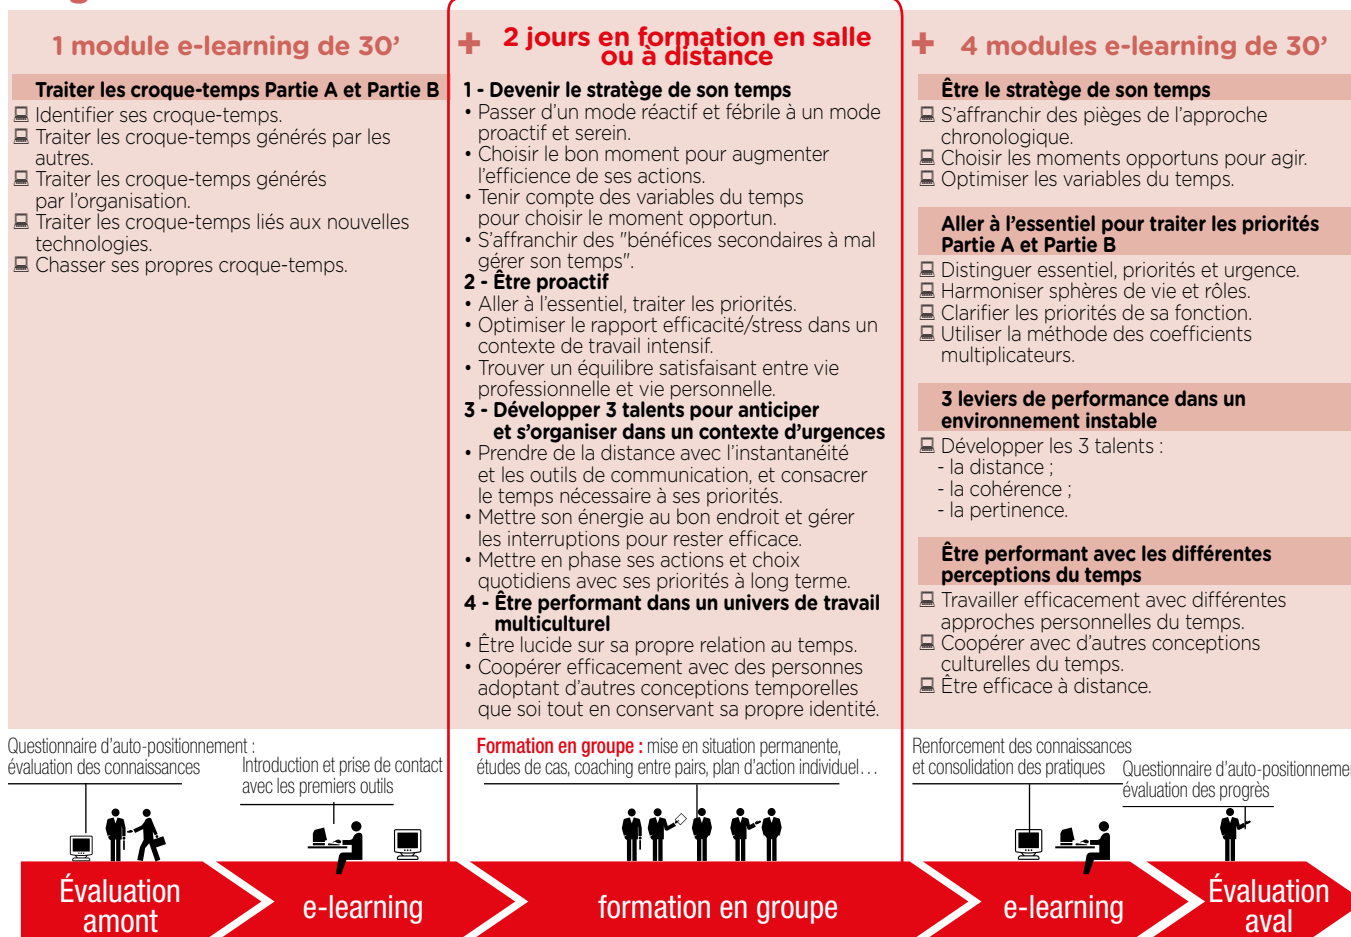 1 module e-learning de 30’
Traiter les croque-temps Partie A et Partie B
Identifier ses croque-temps.
Traiter les croque-temps générés par les
autres.
Traiter les croque-temps générés
par l’organisation.
Traiter les croque-temps liés aux nouvelles
technologies.
Chasser ses propres croque-temps.
+ 2 jours en formation en salle
ou à distance
1 - Devenir le stratège de son temps
• Passer d’un mode réactif et fébrile à un mode
proactif et serein.
• Choisir le bon moment pour augmenter
l’efficience de ses actions.
• Tenir compte des variables du temps
pour choisir le moment opportun.
• S’affranchir des "bénéfices secondaires à mal
gérer son temps".
2 - Être proactif
• Aller à l’essentiel, traiter les priorités.
• Optimiser le rapport efficacité/stress dans un
contexte de travail intensif.
• Trouver un équilibre satisfaisant entre vie
professionnelle et vie personnelle.
3 - Développer 3 talents pour anticiper
et s’organiser dans un contexte d’urgences
• Prendre de la distance avec l’instantanéité
et les outils de communication, et consacrer
le temps nécessaire à ses priorités.
• Mettre son énergie au bon endroit et gérer
les interruptions pour rester efficace.
• Mettre en phase ses actions et choix
quotidiens avec ses priorités à long terme.
4 - Être performant dans un univers de travail
multiculturel
• Être lucide sur sa propre relation au temps.
• Coopérer efficacement avec des personnes
adoptant d’autres conceptions temporelles
que soi tout en conservant sa propre identité.
+ 4 modules e-learning de 30’
Être le stratège de son temps
S’affranchir des pièges de l’approche
chronologique.
Choisir les moments opportuns pour agir.
Optimiser les variables du temps.
Aller à l’essentiel pour traiter les priorités
Partie A et Partie B
Distinguer essentiel, priorités et urgence.
Harmoniser sphères de vie et rôles.
Clarifier les priorités de sa fonction.
Utiliser la méthode des coefficients
multiplicateurs.
3 leviers de performance dans un
environnement instable
Développer les 3 talents :
- la distance ;
- la cohérence ;
- la pertinence.
Être performant avec les différentes
perceptions du temps
Travailler efficacement avec différentes
approches personnelles du temps.
Coopérer avec d’autres conceptions
culturelles du temps.
Être efficace à distance.
Questionnaire d’auto-positionnement :
évaluation des connaissances
Introduction et prise de contact
avec les premiers outils
Formation en groupe : mise en situation permanente,
études de cas, coaching entre pairs, plan d’action individuel…
Renforcement des connaissances
et consolidation des pratiques
Questionnaire d’auto-positionneme
évaluation des progrès
Évaluation
amont
e-learning
formation en groupe
e-learning
Évaluation
aval